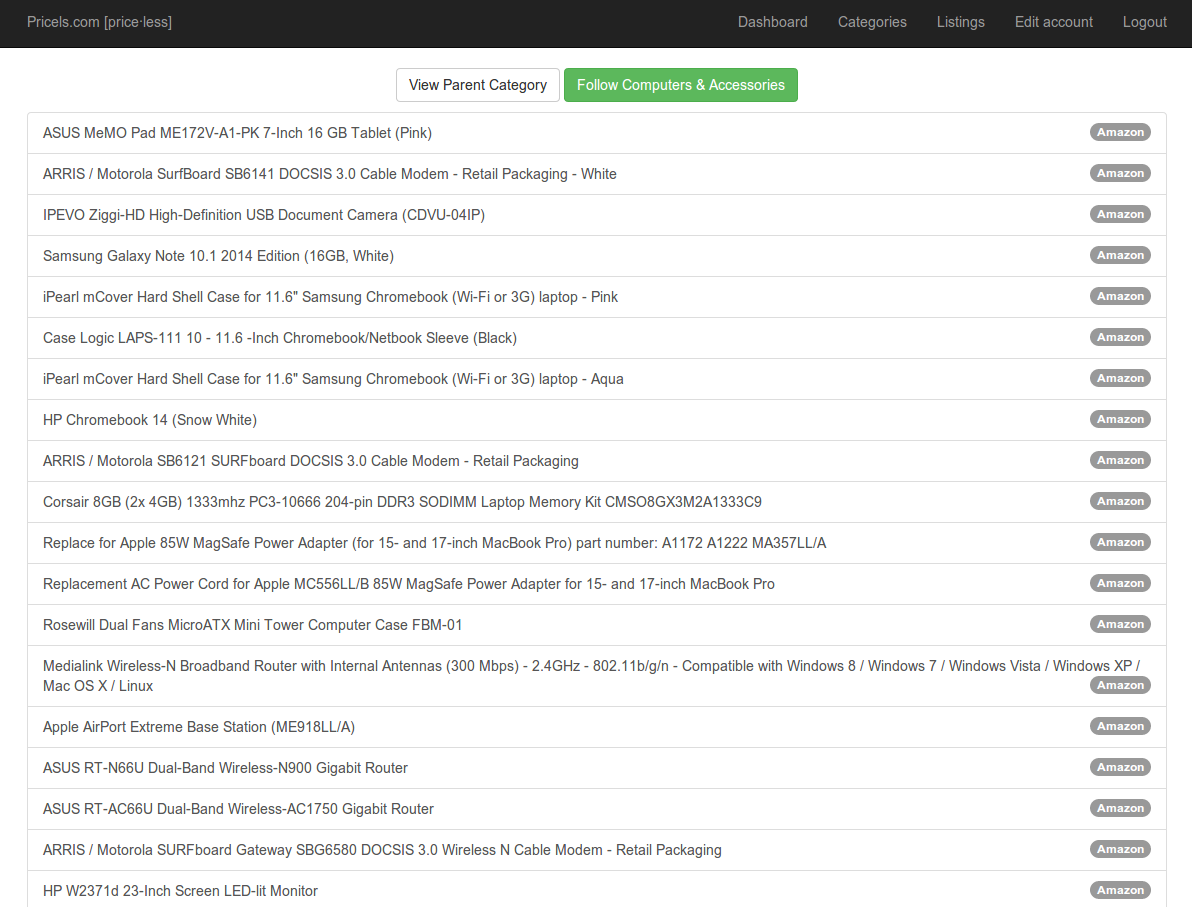 Pricels.com [price·less] Dashboard Categories Listings Edit account Logout
View Parent Category Follow Computers & Accessories
ASUS MeMO Pad ME172V-A1-PK 7-Inch 16 GB Tablet (Pink) Amazon
ARRIS / Motorola SurfBoard SB6141 DOCSIS 3.0 Cable Modem - Retail Packaging - White Amazon
IPEVO Ziggi-HD High-Definition USB Document Camera (CDVU-04IP) Amazon
Samsung Galaxy Note 10.1 2014 Edition (16GB, White) Amazon
iPearl mCover Hard Shell Case for 11.6" Samsung Chromebook (Wi-Fi or 3G) laptop - Pink Amazon
Case Logic LAPS-111 10 - 11.6 -Inch Chromebook/Netbook Sleeve (Black) Amazon
iPearl mCover Hard Shell Case for 11.6" Samsung Chromebook (Wi-Fi or 3G) laptop - Aqua Amazon
HP Chromebook 14 (Snow White) Amazon
ARRIS / Motorola SB6121 SURFboard DOCSIS 3.0 Cable Modem - Retail Packaging Amazon
Corsair 8GB (2x 4GB) 1333mhz PC3-10666 204-pin DDR3 SODIMM Laptop Memory Kit CMSO8GX3M2A1333C9 Amazon
Replace for Apple 85W MagSafe Power Adapter (for 15- and 17-inch MacBook Pro) part number: A1172 A1222 MA357LL/A Amazon
Replacement AC Power Cord for Apple MC556LL/B 85W MagSafe Power Adapter for 15- and 17-inch MacBook Pro Amazon
Rosewill Dual Fans MicroATX Mini Tower Computer Case FBM-01 Amazon
Medialink Wireless-N Broadband Router with Internal Antennas (300 Mbps) - 2.4GHz - 802.11b/g/n - Compatible with Windows 8 / Windows 7 / Windows Vista / Windows XP /
Mac OS X / Linux Amazon
Apple AirPort Extreme Base Station (ME918LL/A) Amazon
ASUS RT-N66U Dual-Band Wireless-N900 Gigabit Router Amazon
ASUS RT-AC66U Dual-Band Wireless-AC1750 Gigabit Router Amazon
ARRIS / Motorola SURFboard Gateway SBG6580 DOCSIS 3.0 Wireless N Cable Modem - Retail Packaging Amazon
HP W2371d 23-Inch Screen LED-lit Monitor Amazon